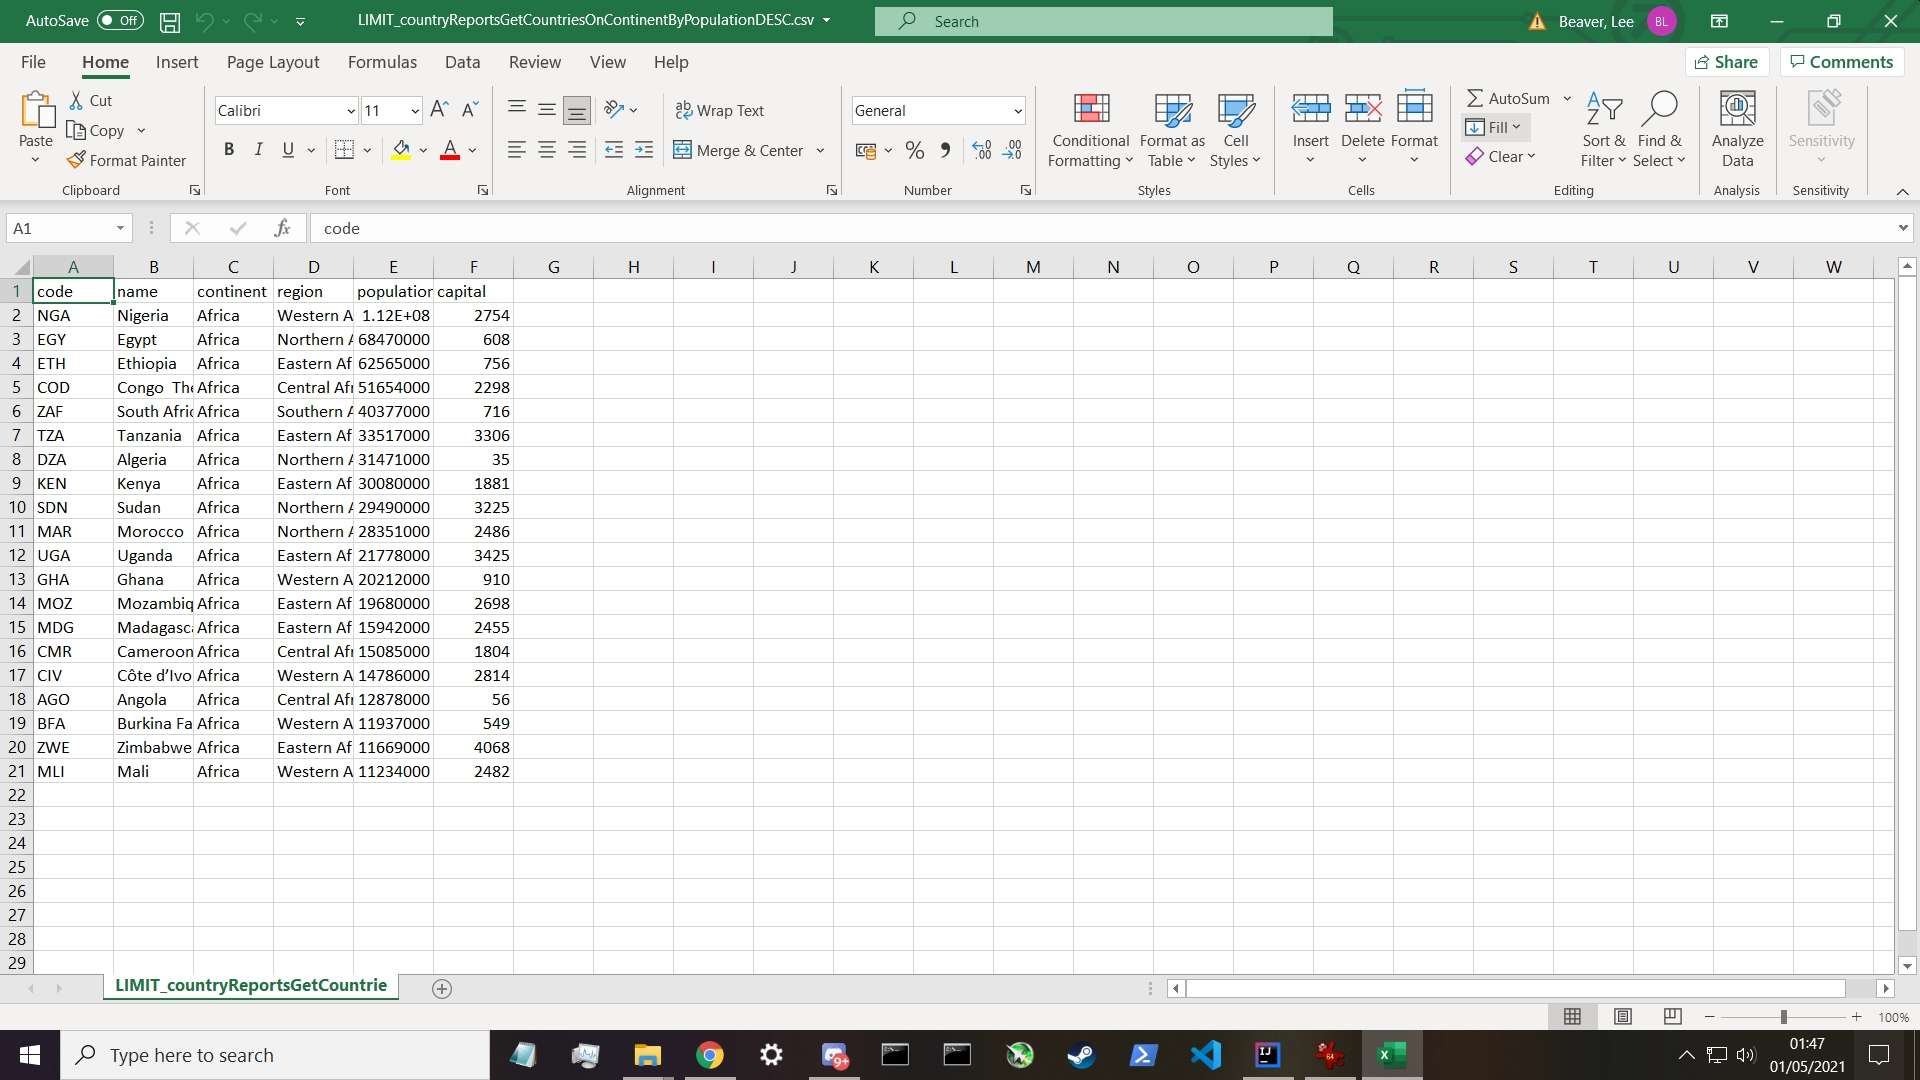 AutoSave Off LIMIT_countryReportsGetCountriesOnContinentByPopulationDESC.csv Search Beaver, Lee BL
File Home Insert Page Layout Formulas Data Review View Help Share Comments
Paste Cut Copy Format Painter Clipboard
Calibri 11 B I U A Font
Wrap Text Merge & Center Alignment
General % Number
Conditional Formatting Format as Table Cell Styles Styles
Insert Delete Format Cells
AutoSum Fill Clear Sort & Filter Find & Select Editing
Analyze Data Analysis
Sensitivity Sensitivity
A1 fx code
A B C D E F G H I J K L M N O P Q R S T U V W
1 code name continent region population capital
2 NGA Nigeria Africa Western A 1.12E+08 2754
3 EGY Egypt Africa Northern A 68470000 608
4 ETH Ethiopia Africa Eastern Af 62565000 756
5 COD Congo The Africa Central Afr 51654000 2298
6 ZAF South Afric Africa Southern A 40377000 716
7 TZA Tanzania Africa Eastern Af 33517000 3306
8 DZA Algeria Africa Northern A 31471000 35
9 KEN Kenya Africa Eastern Af 30080000 1881
10 SDN Sudan Africa Northern A 29490000 3225
11 MAR Morocco Africa Northern A 28351000 2486
12 UGA Uganda Africa Eastern Af 21778000 3425
13 GHA Ghana Africa Western A 20212000 910
14 MOZ Mozambiq Africa Eastern Af 19680000 2698
15 MDG Madagasca Africa Eastern Af 15942000 2455
16 CMR Cameroon Africa Central Afr 15085000 1804
17 CIV Côte d’Ivo Africa Western A 14786000 2814
18 AGO Angola Africa Central Afr 12878000 56
19 BFA Burkina Fa Africa Western A 11937000 549
20 ZWE Zimbabwe Africa Eastern Af 11669000 4068
21 MLI Mali Africa Western A 11234000 2482
22
23
24
25
26
27
28
29
LIMIT_countryReportsGetCountrie
100%
Type here to search 9+ IJ 64 01:47
01/05/2021